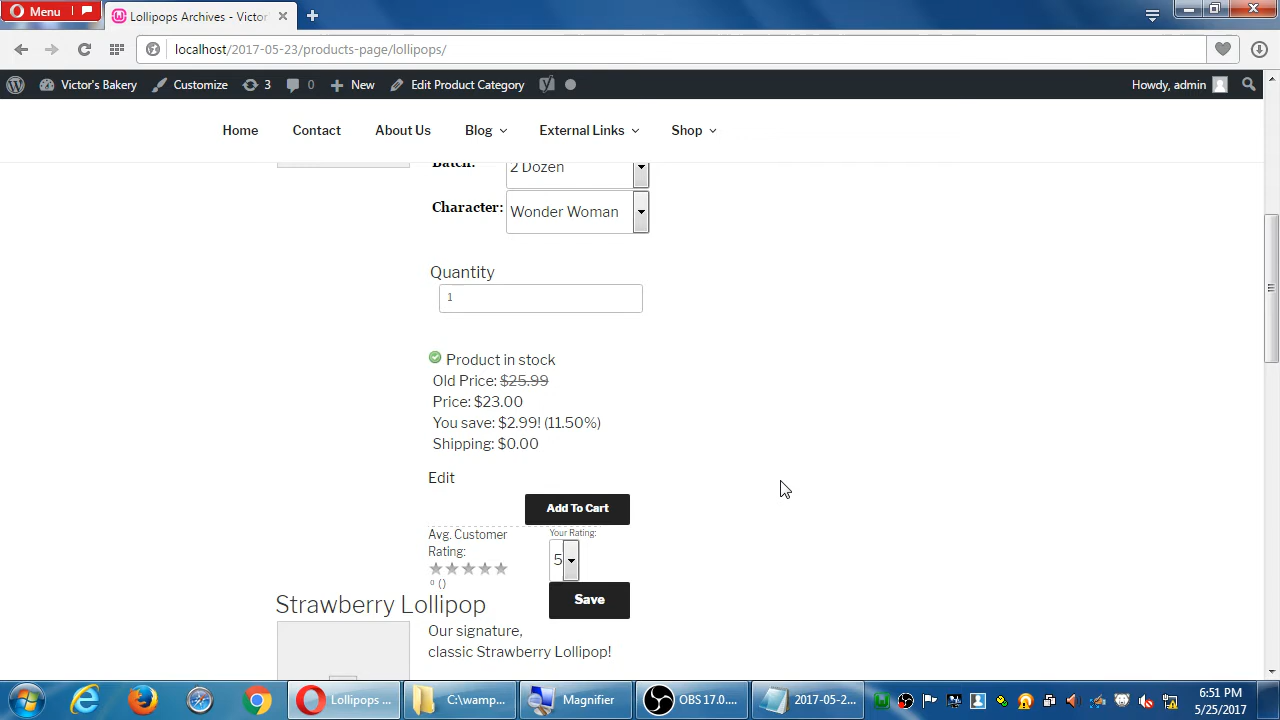 Menu
Lollipops Archives - Victor
localhost/2017-05-23/products-page/lollipops/
Victor's Bakery
Customize
3
0
New
Edit Product Category
Howdy, admin
Home
Contact
About Us
Blog
External Links
Shop
Batch:
2 Dozen
Character:
Wonder Woman
Quantity
1
Product in stock
Old Price: $25.99
Price: $23.00
You save: $2.99! (11.50%)
Shipping: $0.00
Edit
Add To Cart
Avg. Customer
Rating:
Your Rating:
5
0 ()
Save
Strawberry Lollipop
Our signature,
classic Strawberry Lollipop!
Lollipops ...
C:\wamp...
Magnifier
OBS 17.0....
2017-05-2...
6:51 PM
5/25/2017